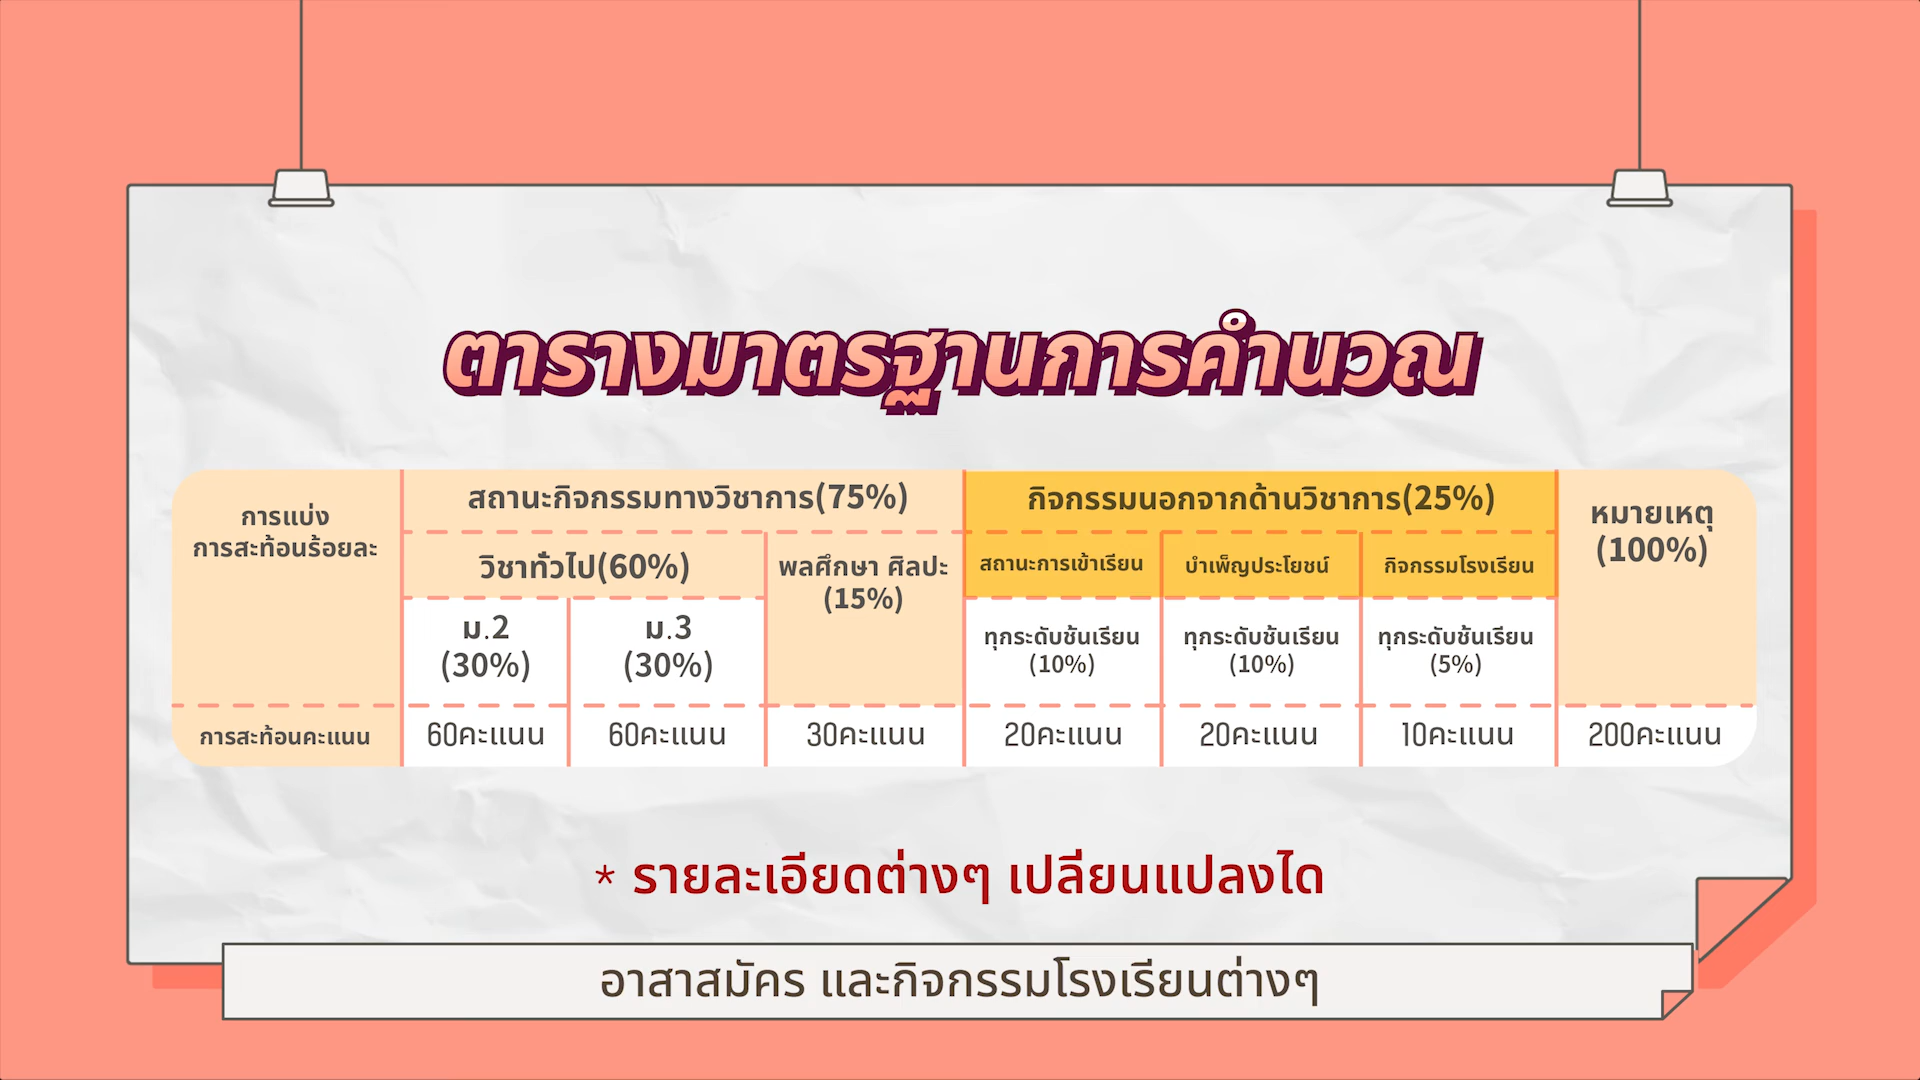 ตารางมาตรฐานการคำนวณ
การแบ่ง
การสะท้อนร้อยละ
สถานะกิจกรรมทางวิชาการ(75%)
กิจกรรมนอกจากด้านวิชาการ(25%)
หมายเหตุ
(100%)
วิชาทั่วไป(60%)
พลศึกษา ศิลปะ
(15%)
สถานะการเข้าเรียน
บำเพ็ญประโยชน์
กิจกรรมโรงเรียน
ม.2
(30%)
ม.3
(30%)
ทุกระดับชั้นเรียน
(10%)
ทุกระดับชั้นเรียน
(10%)
ทุกระดับชั้นเรียน
(5%)
การสะท้อนคะแนน
60คะแนน
60คะแนน
30คะแนน
20คะแนน
20คะแนน
10คะแนน
200คะแนน
* รายละเอียดต่างๆ เปลี่ยนแปลงได
อาสาสมัคร และกิจกรรมโรงเรียนต่างๆ